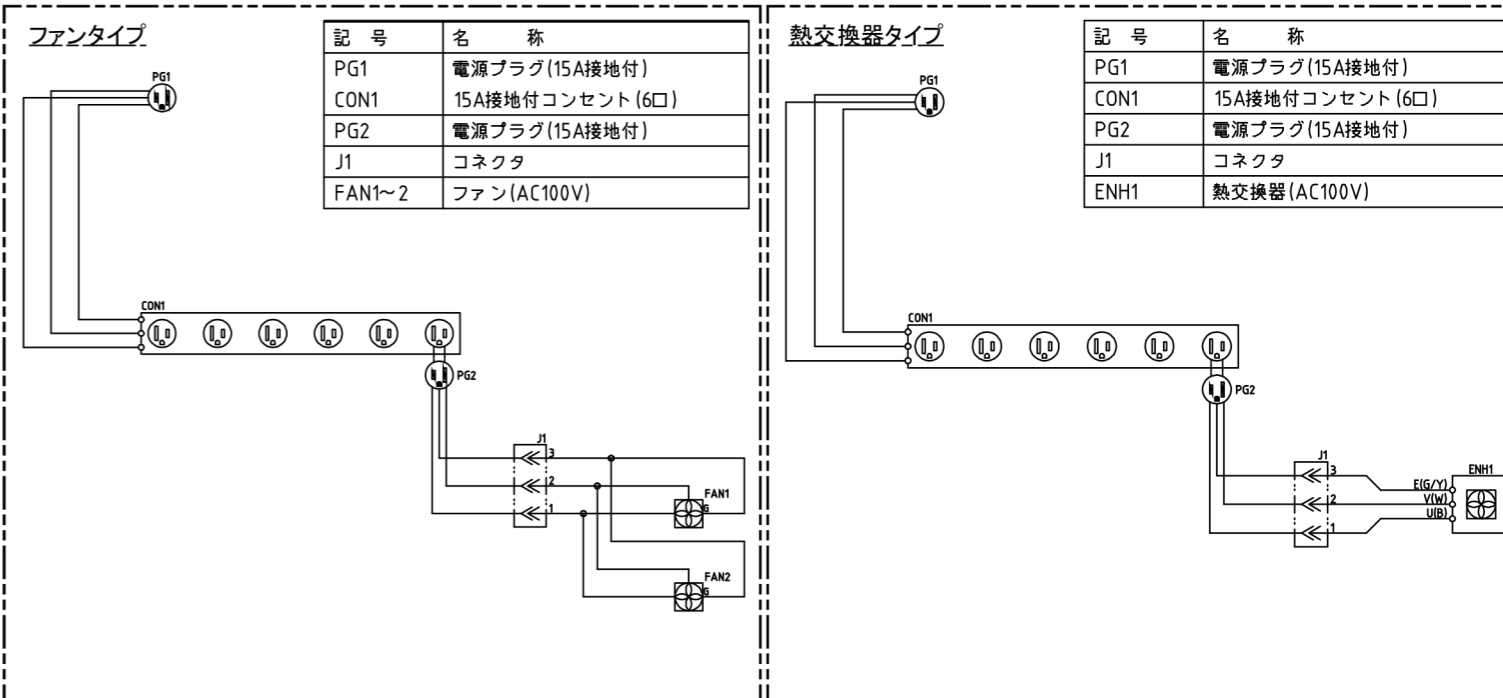 ファンタイプ
記　号　名　　称
PG1　電源プラグ(15A接地付)
CON1　15A接地付コンセント(6口)
PG2　電源プラグ(15A接地付)
J1　コネクタ
FAN1～2　ファン(AC100V)
PG1
CON1
PG2
J1
3
2
1
FAN1
G
FAN2
G
熱交換器タイプ
記　号　名　　称
PG1　電源プラグ(15A接地付)
CON1　15A接地付コンセント(6口)
PG2　電源プラグ(15A接地付)
J1　コネクタ
ENH1　熱交換器(AC100V)
PG1
CON1
PG2
J1
3
2
1
E(G/Y)
V(W)
U(B)
ENH1